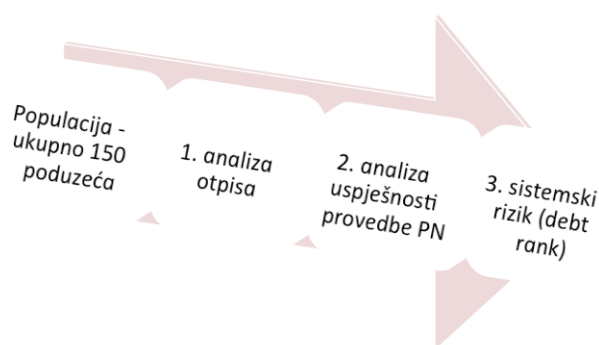 Populacija -
ukupno 150
poduzeća
1. analiza
otpisa
2. analiza
uspješnosti
provedbe PN
3. sistemski
rizik (debt
rank)